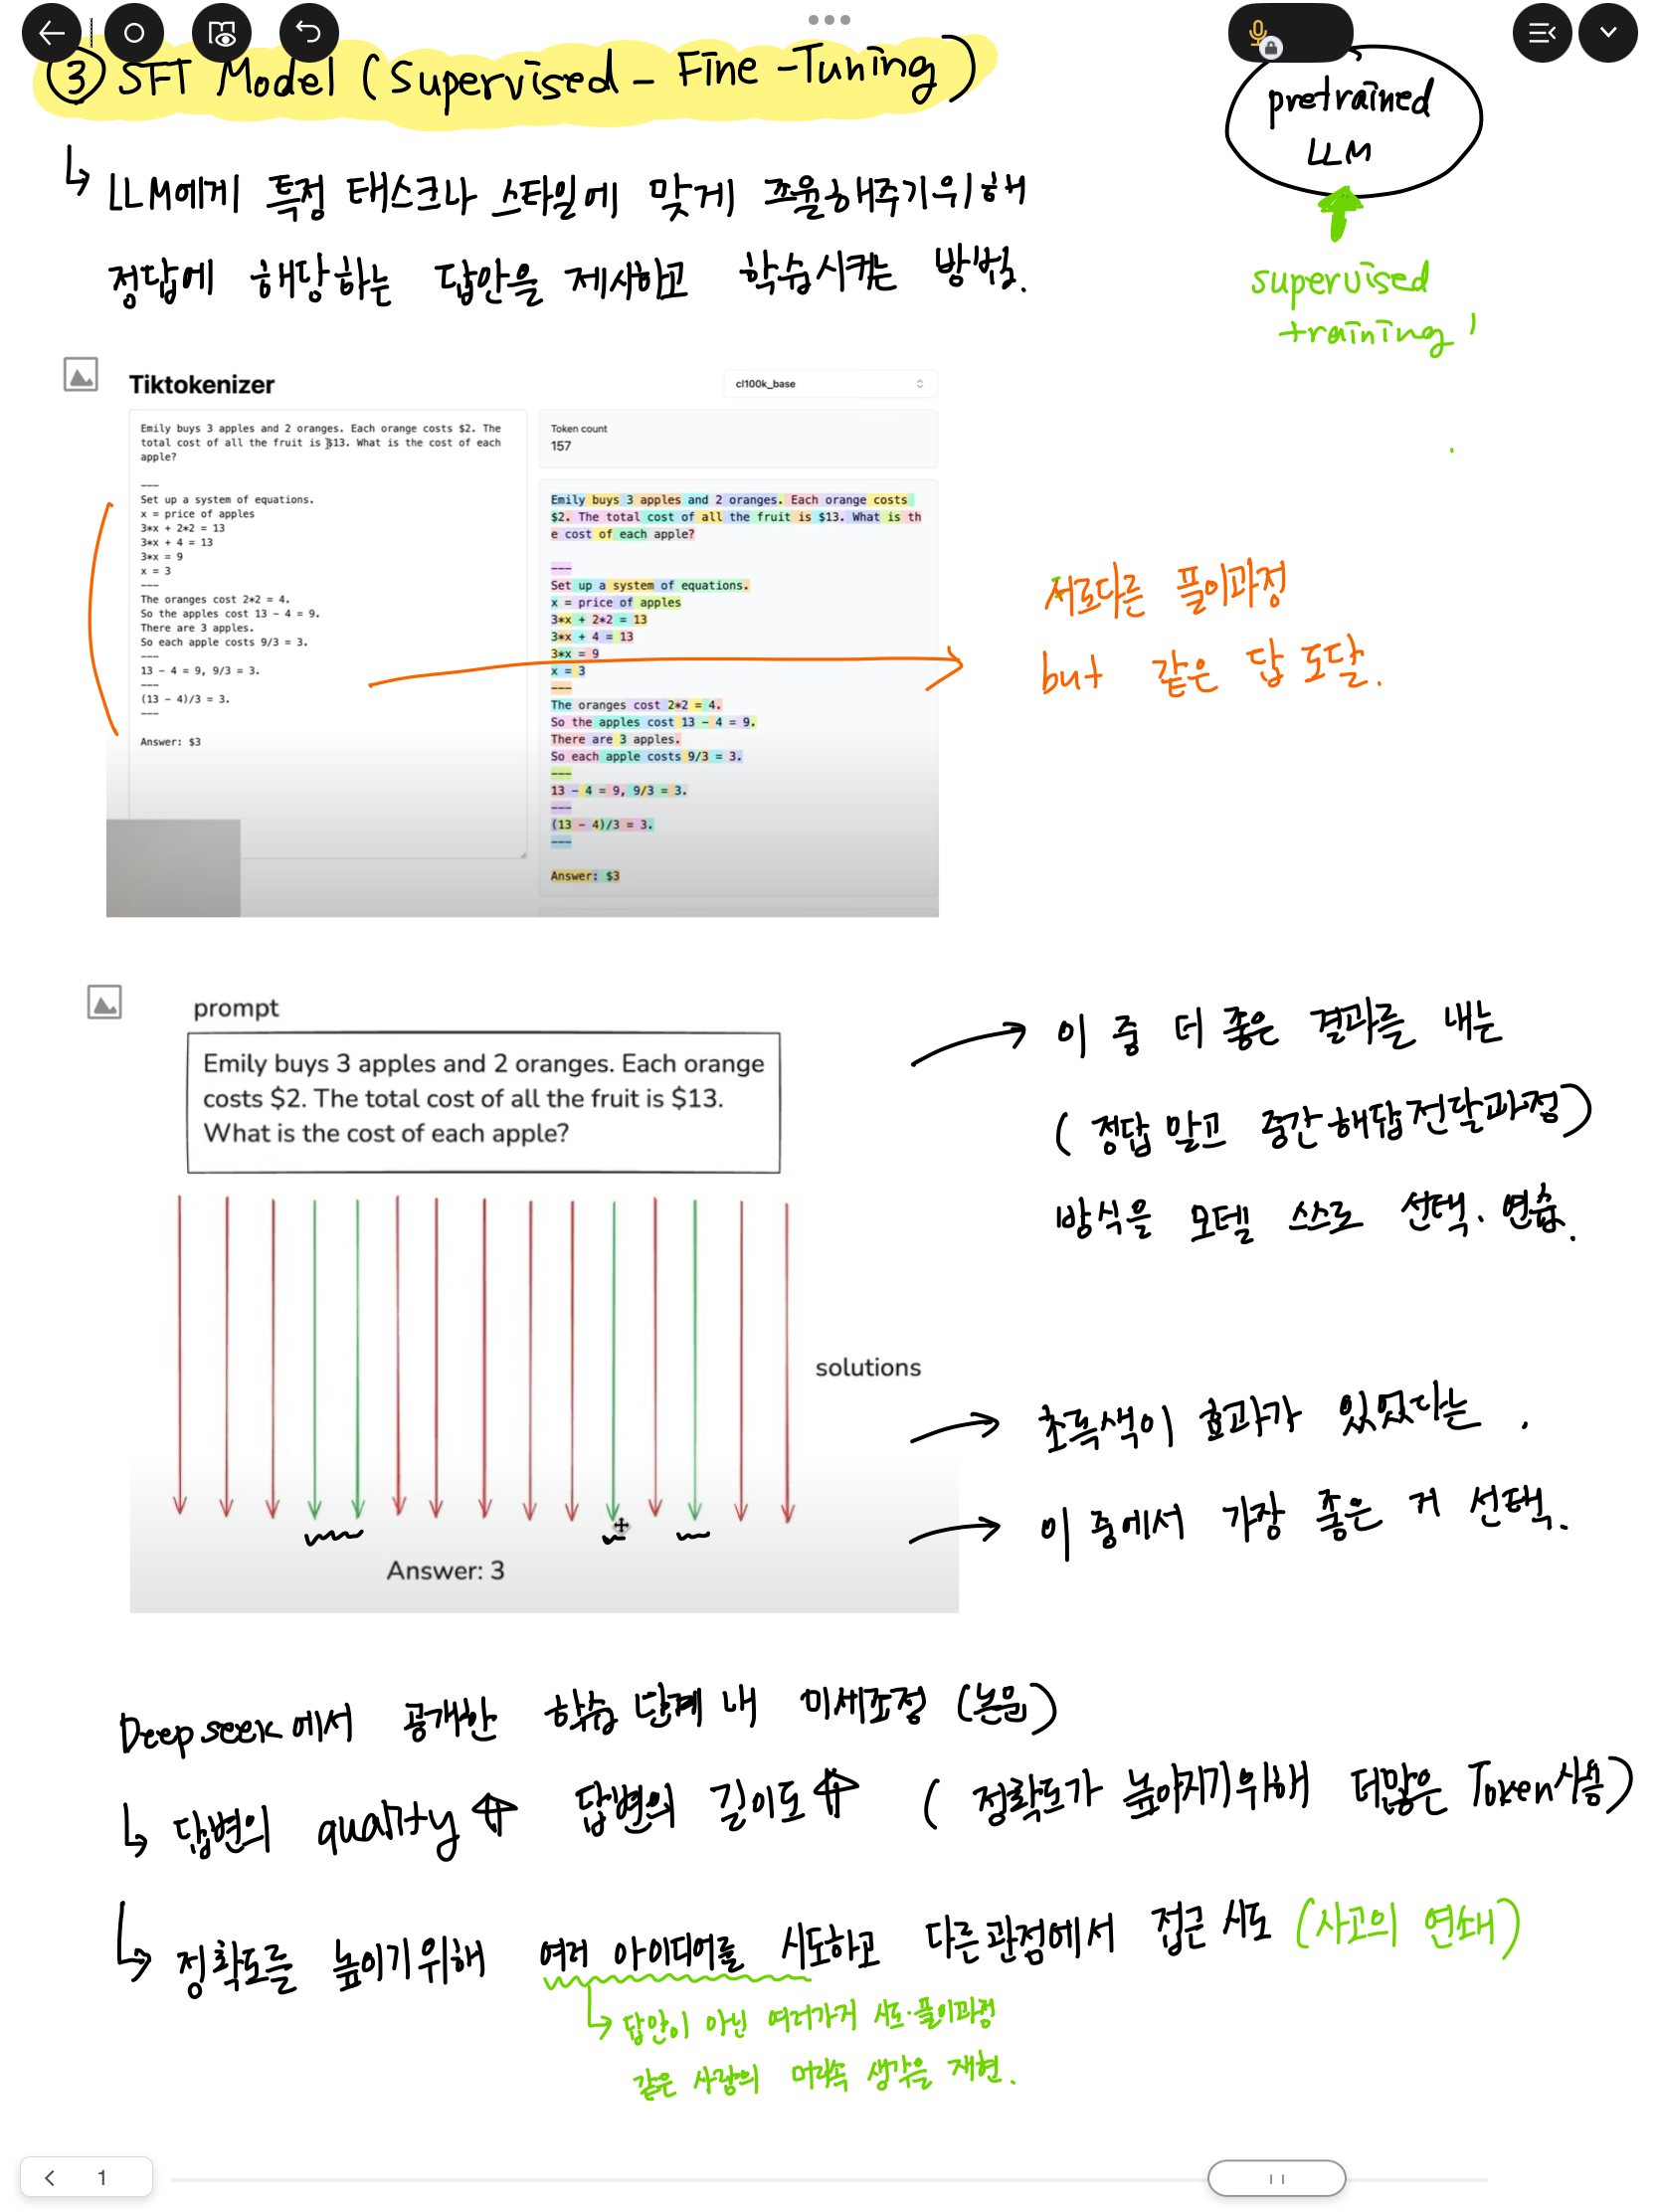 ③ SFT Model (Supervised - Fine - Tuning)
pretrained
LLM
supervised
training
LLM에게 특정 태스크나 스타일에 맞게 조율해주기위해
정답에 해당하는 답안을 제시하고 학습시키는 방법.
Tiktokenizer
cl100k_base
Emily buys 3 apples and 2 oranges. Each orange costs $2. The
total cost of all the fruit is $13. What is the cost of each
apple?
---
Set up a system of equations.
x = price of apples
3*x + 2*2 = 13
3*x + 4 = 13
3*x = 9
x = 3
---
The oranges cost 2*2 = 4.
So the apples cost 13 - 4 = 9.
There are 3 apples.
So each apple costs 9/3 = 3.
---
13 - 4 = 9, 9/3 = 3.
---
(13 - 4)/3 = 3.
---
Answer: $3
Token count
157
Emily buys 3 apples and 2 oranges. Each orange costs
$2. The total cost of all the fruit is $13. What is th
e cost of each apple?
---
Set up a system of equations.
x = price of apples
3*x + 2*2 = 13
3*x + 4 = 13
3*x = 9
x = 3
---
The oranges cost 2*2 = 4.
So the apples cost 13 - 4 = 9.
There are 3 apples.
So each apple costs 9/3 = 3.
---
13 - 4 = 9, 9/3 = 3.
---
(13 - 4)/3 = 3.
---
Answer: $3
서로다른 풀이과정
but 같은 답 도달.
prompt
Emily buys 3 apples and 2 oranges. Each orange
costs $2. The total cost of all the fruit is $13.
What is the cost of each apple?
solutions
Answer: 3
이 중 더 좋은 결과를 내는
(정답 말고 중간해답전달과정)
방식을 모델 스스로 선택. 연습.
초록색이 효과가 있었다는.
이 중에서 가장 좋은 거 선택.
Deepseek에서 공개한 학습 단계 내 미세조정 (논문)
답변의 quality ⇧ 답변의 길이도 ⇧ (정확도가 높아지기위해 더많은 Token사용)
정확도를 높이기위해 여러 아이디어를 시도하고 다른관점에서 접근 시도 (사고의 연쇄)
답안이 아닌 여러가지 시도·풀이과정
같은 사람의 머릿속 생각을 재현.
1